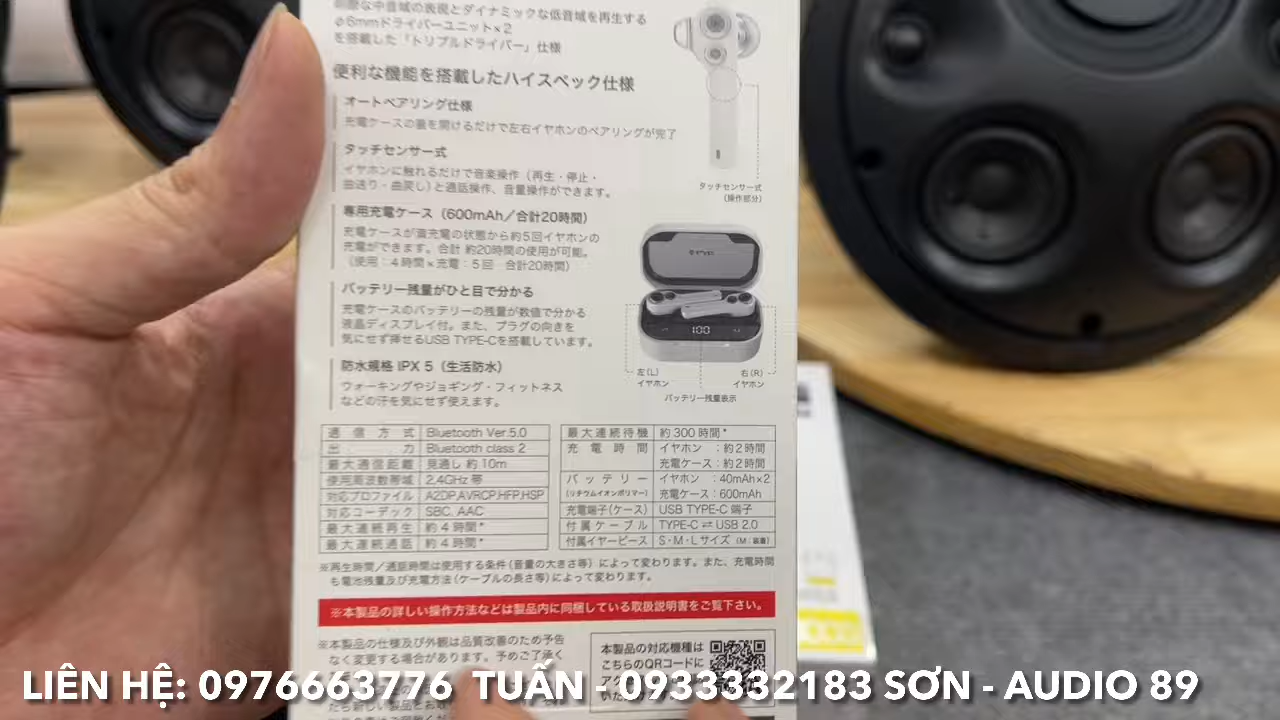 明瞭な中音域の表現とダイナミックな低音域を再生する
φ6mmドライバーユニット×2
を搭載した「トリプルドライバー」仕様
便利な機能を搭載したハイスペック仕様
オートペアリング仕様
充電ケースの蓋を開けるだけで左右イヤホンのペアリングが完了
タッチセンサー式
イヤホンに触れるだけで音楽操作（再生・停止・
曲送り・曲戻し）と通話操作、音量操作ができます。
タッチセンサー式
（操作部分）
専用充電ケース（600mAh／合計20時間）
充電ケースが満充電の状態から約5回イヤホンの
充電ができます。合計 約20時間の使用が可能。
（使用：4時間×充電：5回 合計20時間）
バッテリー残量がひと目で分かる
充電ケースのバッテリーの残量が数値で分かる
液晶ディスプレイ付。また、プラグの向きを
気にせず挿せるUSB TYPE-Cを搭載しています。
100
左（L）
イヤホン
右（R）
イヤホン
バッテリー残量表示
防水規格 IPX 5（生活防水）
ウォーキングやジョギング・フィットネス
などの汗を気にせず使えます。
通信方式 Bluetooth Ver.5.0
出力 Bluetooth class 2
最大通信距離 見通し 約10m
使用周波数帯域 2.4GHz 帯
対応プロファイル A2DP,AVRCP,HFP,HSP
対応コーデック SBC, AAC
最大連続再生 約4時間*
最大連続通話 約4時間*
最大連続待機 約300時間*
充電時間 イヤホン ：約2時間
充電ケース：約2時間
バッテリー イヤホン ：40mAh×2
（リチウムイオンポリマー） 充電ケース：600mAh
充電端子（ケース） USB TYPE-C 端子
付属ケーブル TYPE-C ⇄ USB 2.0
付属イヤーピース S・M・Lサイズ（M：装着）
※再生時間／通話時間は使用する条件（音量の大きさ等）によって変わります。また、充電時間
も電池残量及び充電方法（ケーブルの長さ等）によって変わります。
※本製品の詳しい操作方法などは製品内に同梱している取扱説明書をご覧下さい。
※本製品の仕様及び外観は品質改善のため予告
なく変更する場合があります。予めご了承く
本製品の対応機種は
こちらのQRコードに
LIÊN HỆ: 0976663776 TUẤN - 0933332183 SƠN - AUDIO 89